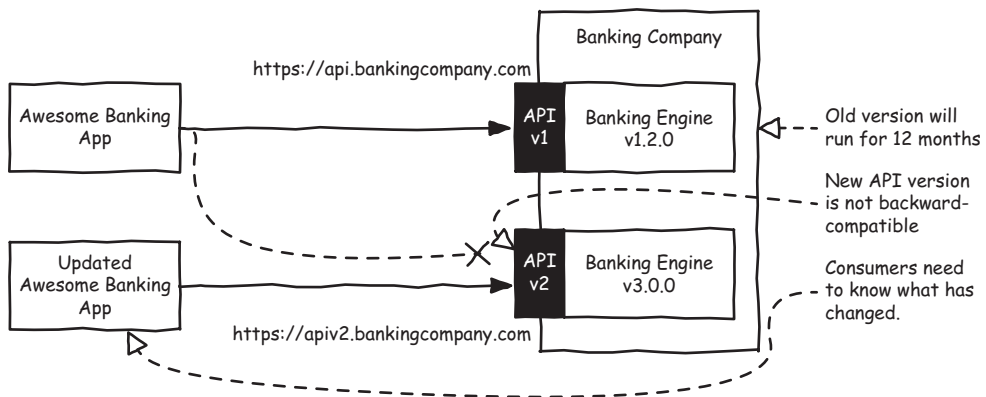 Banking Company
https://api.bankingcompany.com
Awesome Banking
App
API
v1
Banking Engine
v1.2.0
Old version will
run for 12 months
New API version
is not backward-
compatible
Updated
Awesome Banking
App
API
v2
Banking Engine
v3.0.0
Consumers need
to know what has
changed.
https://apiv2.bankingcompany.com